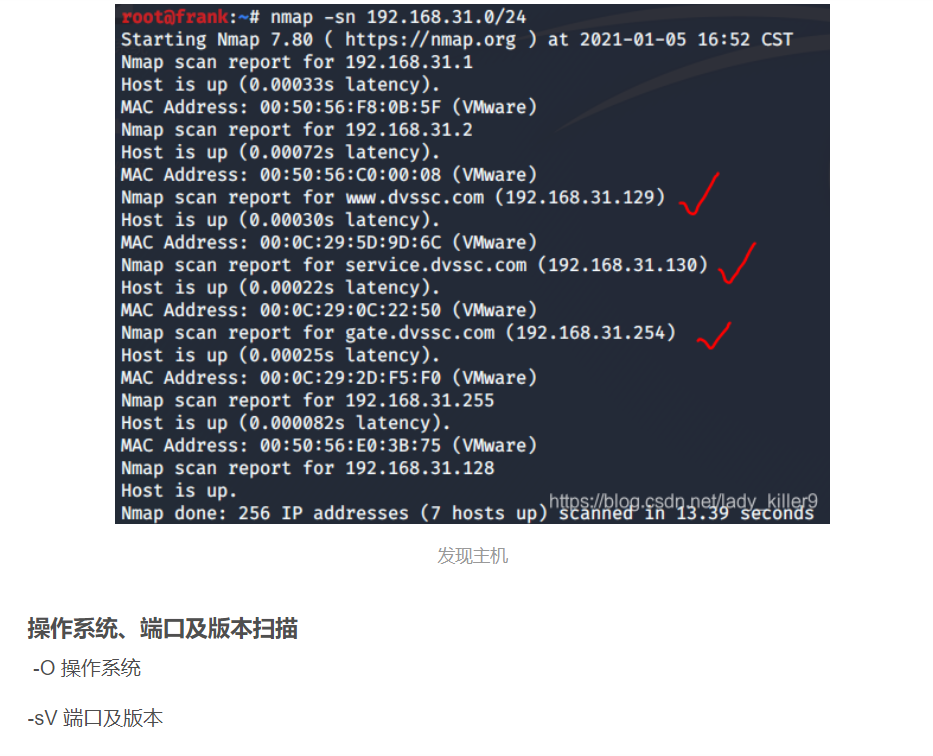 root@frank:~# nmap -sn 192.168.31.0/24
Starting Nmap 7.80 ( https://nmap.org ) at 2021-01-05 16:52 CST
Nmap scan report for 192.168.31.1
Host is up (0.00033s latency).
MAC Address: 00:50:56:F8:0B:5F (VMware)
Nmap scan report for 192.168.31.2
Host is up (0.00072s latency).
MAC Address: 00:50:56:C0:00:08 (VMware)
Nmap scan report for www.dvssc.com (192.168.31.129)
Host is up (0.00030s latency).
MAC Address: 00:0C:29:5D:9D:6C (VMware)
Nmap scan report for service.dvssc.com (192.168.31.130)
Host is up (0.00022s latency).
MAC Address: 00:0C:29:0C:22:50 (VMware)
Nmap scan report for gate.dvssc.com (192.168.31.254)
Host is up (0.00025s latency).
MAC Address: 00:0C:29:2D:F5:F0 (VMware)
Nmap scan report for 192.168.31.255
Host is up (0.000082s latency).
MAC Address: 00:50:56:E0:3B:75 (VMware)
Nmap scan report for 192.168.31.128
Host is up.
https://blog.csdn.net/lady_killer9
Nmap done: 256 IP addresses (7 hosts up) scanned in 13.39 seconds
发现主机
操作系统、端口及版本扫描
-O 操作系统
-sV 端口及版本